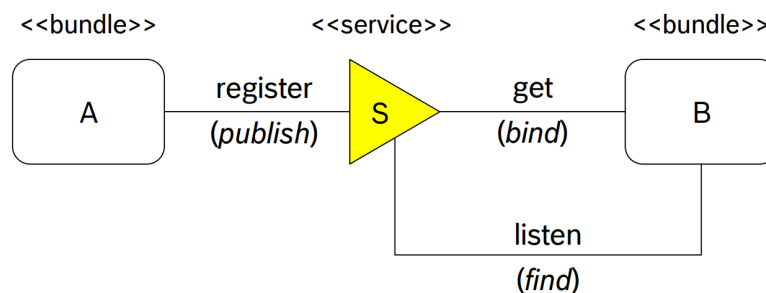 <<bundle>>
<<service>>
<<bundle>>
A
register
(publish)
S
get
(bind)
B
listen
(find)